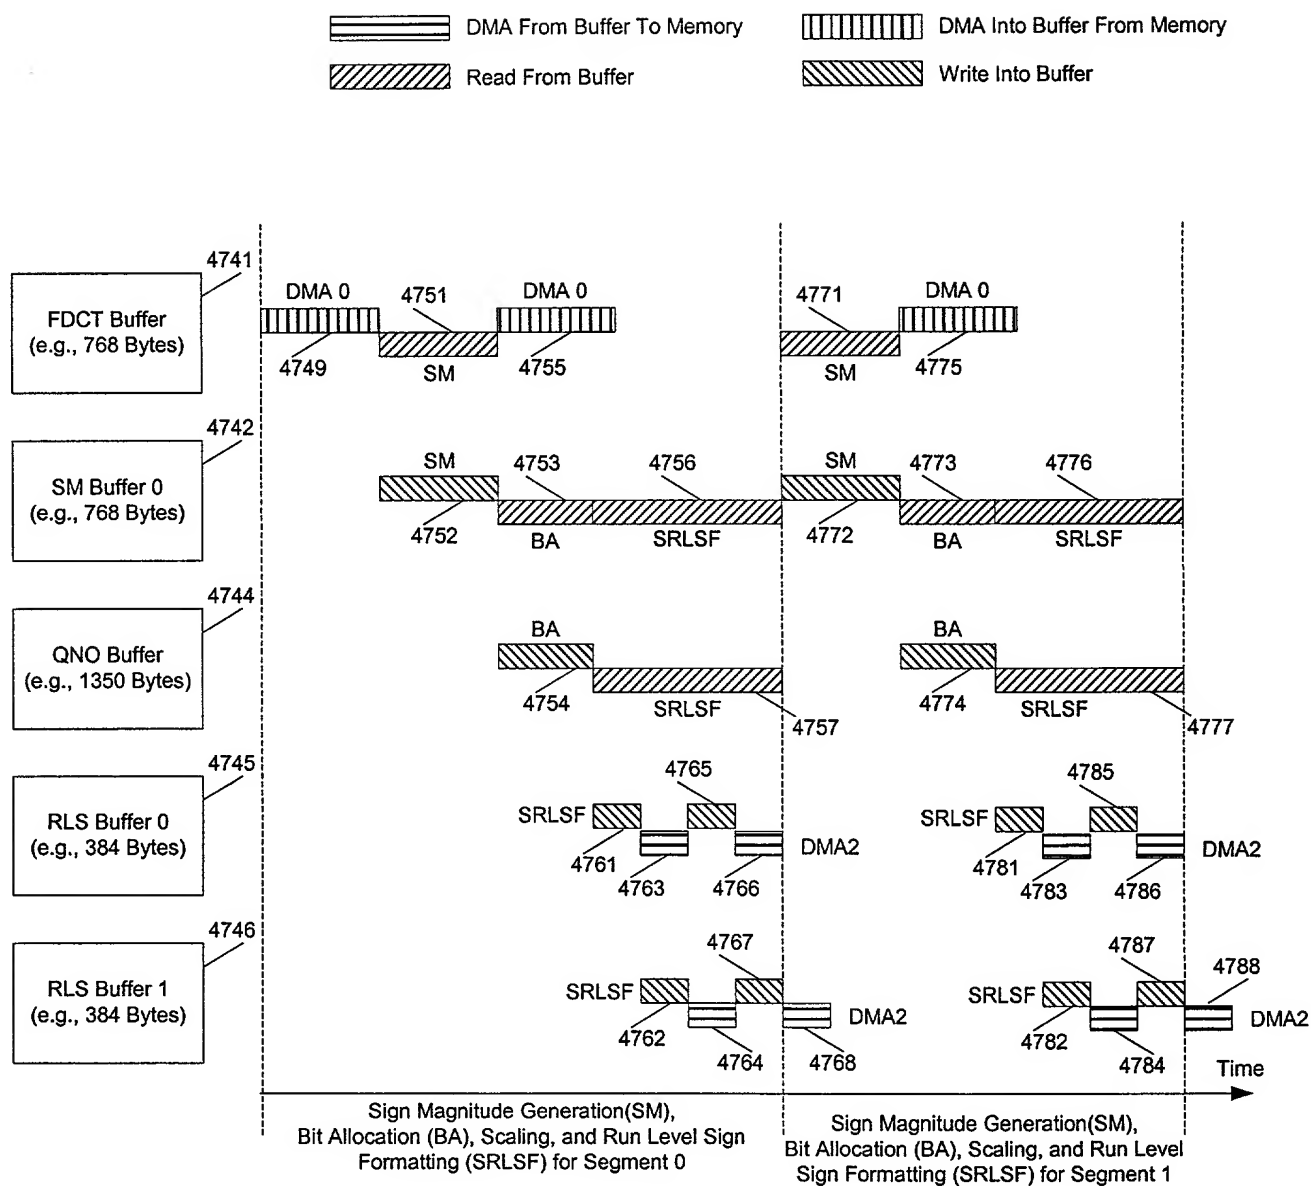 DMA From Buffer To Memory
DMA Into Buffer From Memory
Read From Buffer
Write Into Buffer
4741
FDCT Buffer
(e.g., 768 Bytes)
DMA 0
4751
DMA 0
4749
SM
4755
4771
DMA 0
SM
4775
4742
SM Buffer 0
(e.g., 768 Bytes)
SM
4753
4756
SM
4773
4776
4752
BA
SRLSF
4772
BA
SRLSF
4744
QNO Buffer
(e.g., 1350 Bytes)
BA
BA
4754
SRLSF
4757
4774
SRLSF
4777
4745
RLS Buffer 0
(e.g., 384 Bytes)
4765
4785
SRLSF
DMA2
SRLSF
DMA2
4761
4763
4766
4781
4783
4786
4746
RLS Buffer 1
(e.g., 384 Bytes)
4767
4787
4788
SRLSF
DMA2
SRLSF
DMA2
4762
4764
4768
4782
4784
Time
Sign Magnitude Generation(SM),
Bit Allocation (BA), Scaling, and Run Level Sign
Formatting (SRLSF) for Segment 0
Sign Magnitude Generation(SM),
Bit Allocation (BA), Scaling, and Run Level
Sign Formatting (SRLSF) for Segment 1